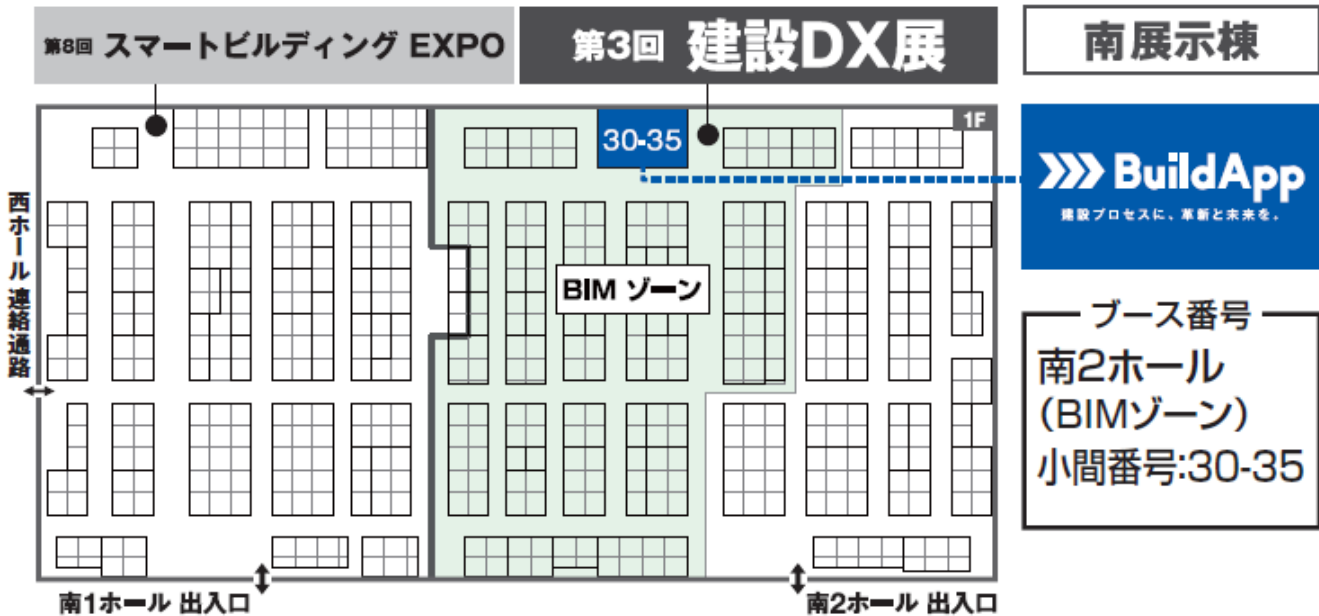 第8回 スマートビルディング EXPO
第3回 建設DX展
南展示棟
1F
30-35
BuildApp
建設プロセスに、革新と未来を。
西ホール 連絡通路
BIM ゾーン
ブース番号
南2ホール
(BIMゾーン)
小間番号:30-35
南1ホール 出入口
南2ホール 出入口